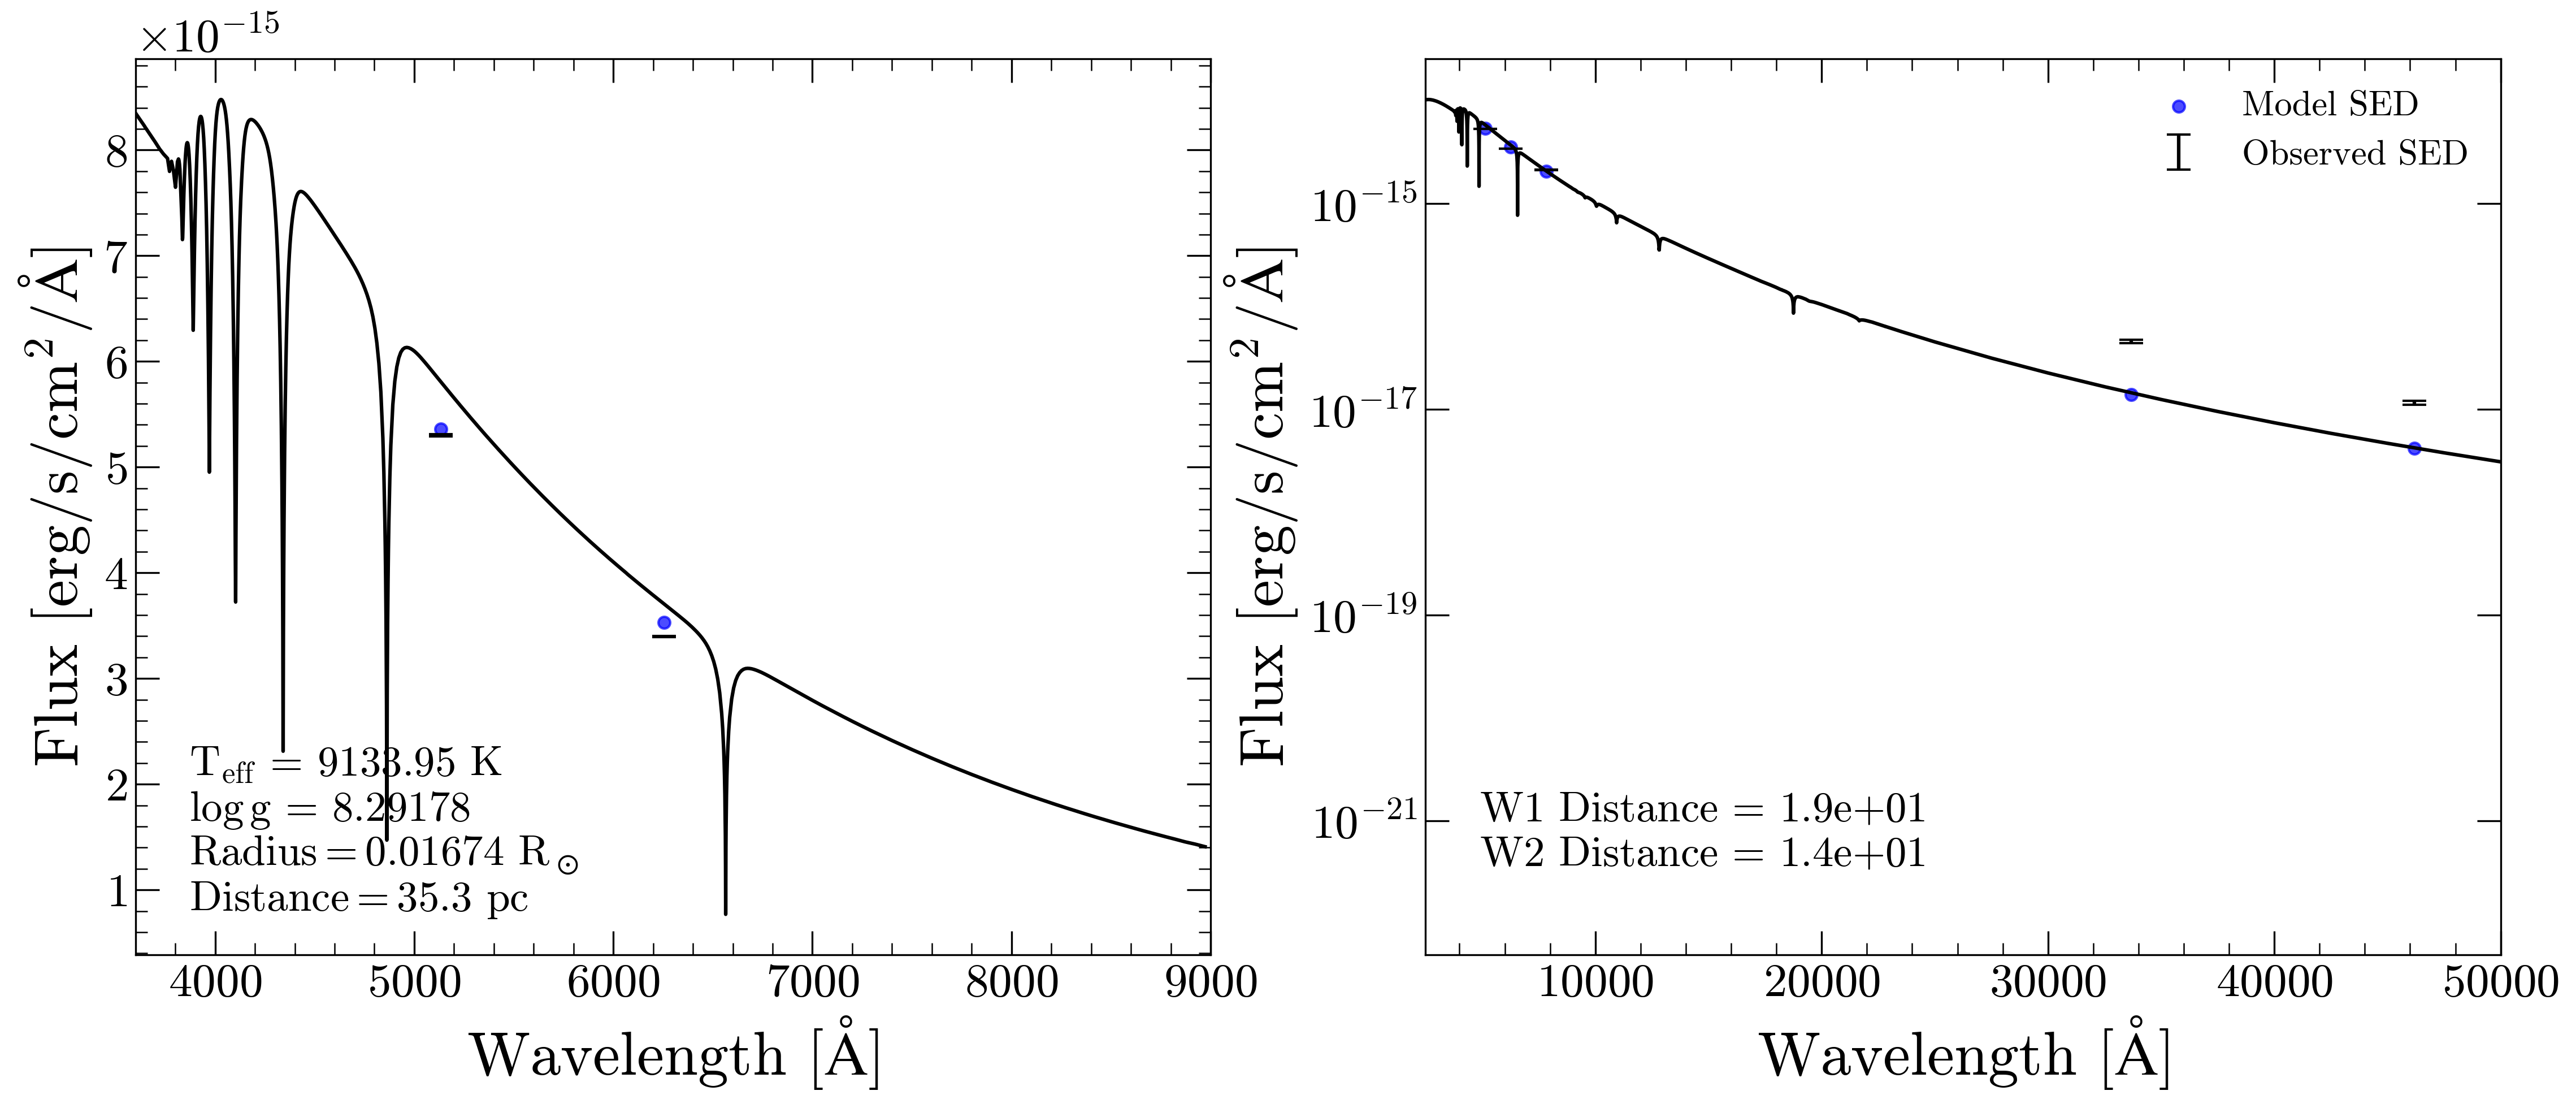 ×10⁻¹⁵
8
7
6
5
4
3
2
1
Flux [erg/s/cm²/Å]
T_eff = 9133.95 K
log g = 8.29178
Radius = 0.01674 R_⊙
Distance = 35.3 pc
4000 5000 6000 7000 8000 9000
Wavelength [Å]
Model SED
Observed SED
10⁻¹⁵
10⁻¹⁷
10⁻¹⁹
10⁻²¹
Flux [erg/s/cm²/Å]
W1 Distance = 1.9e+01
W2 Distance = 1.4e+01
10000 20000 30000 40000 50000
Wavelength [Å]